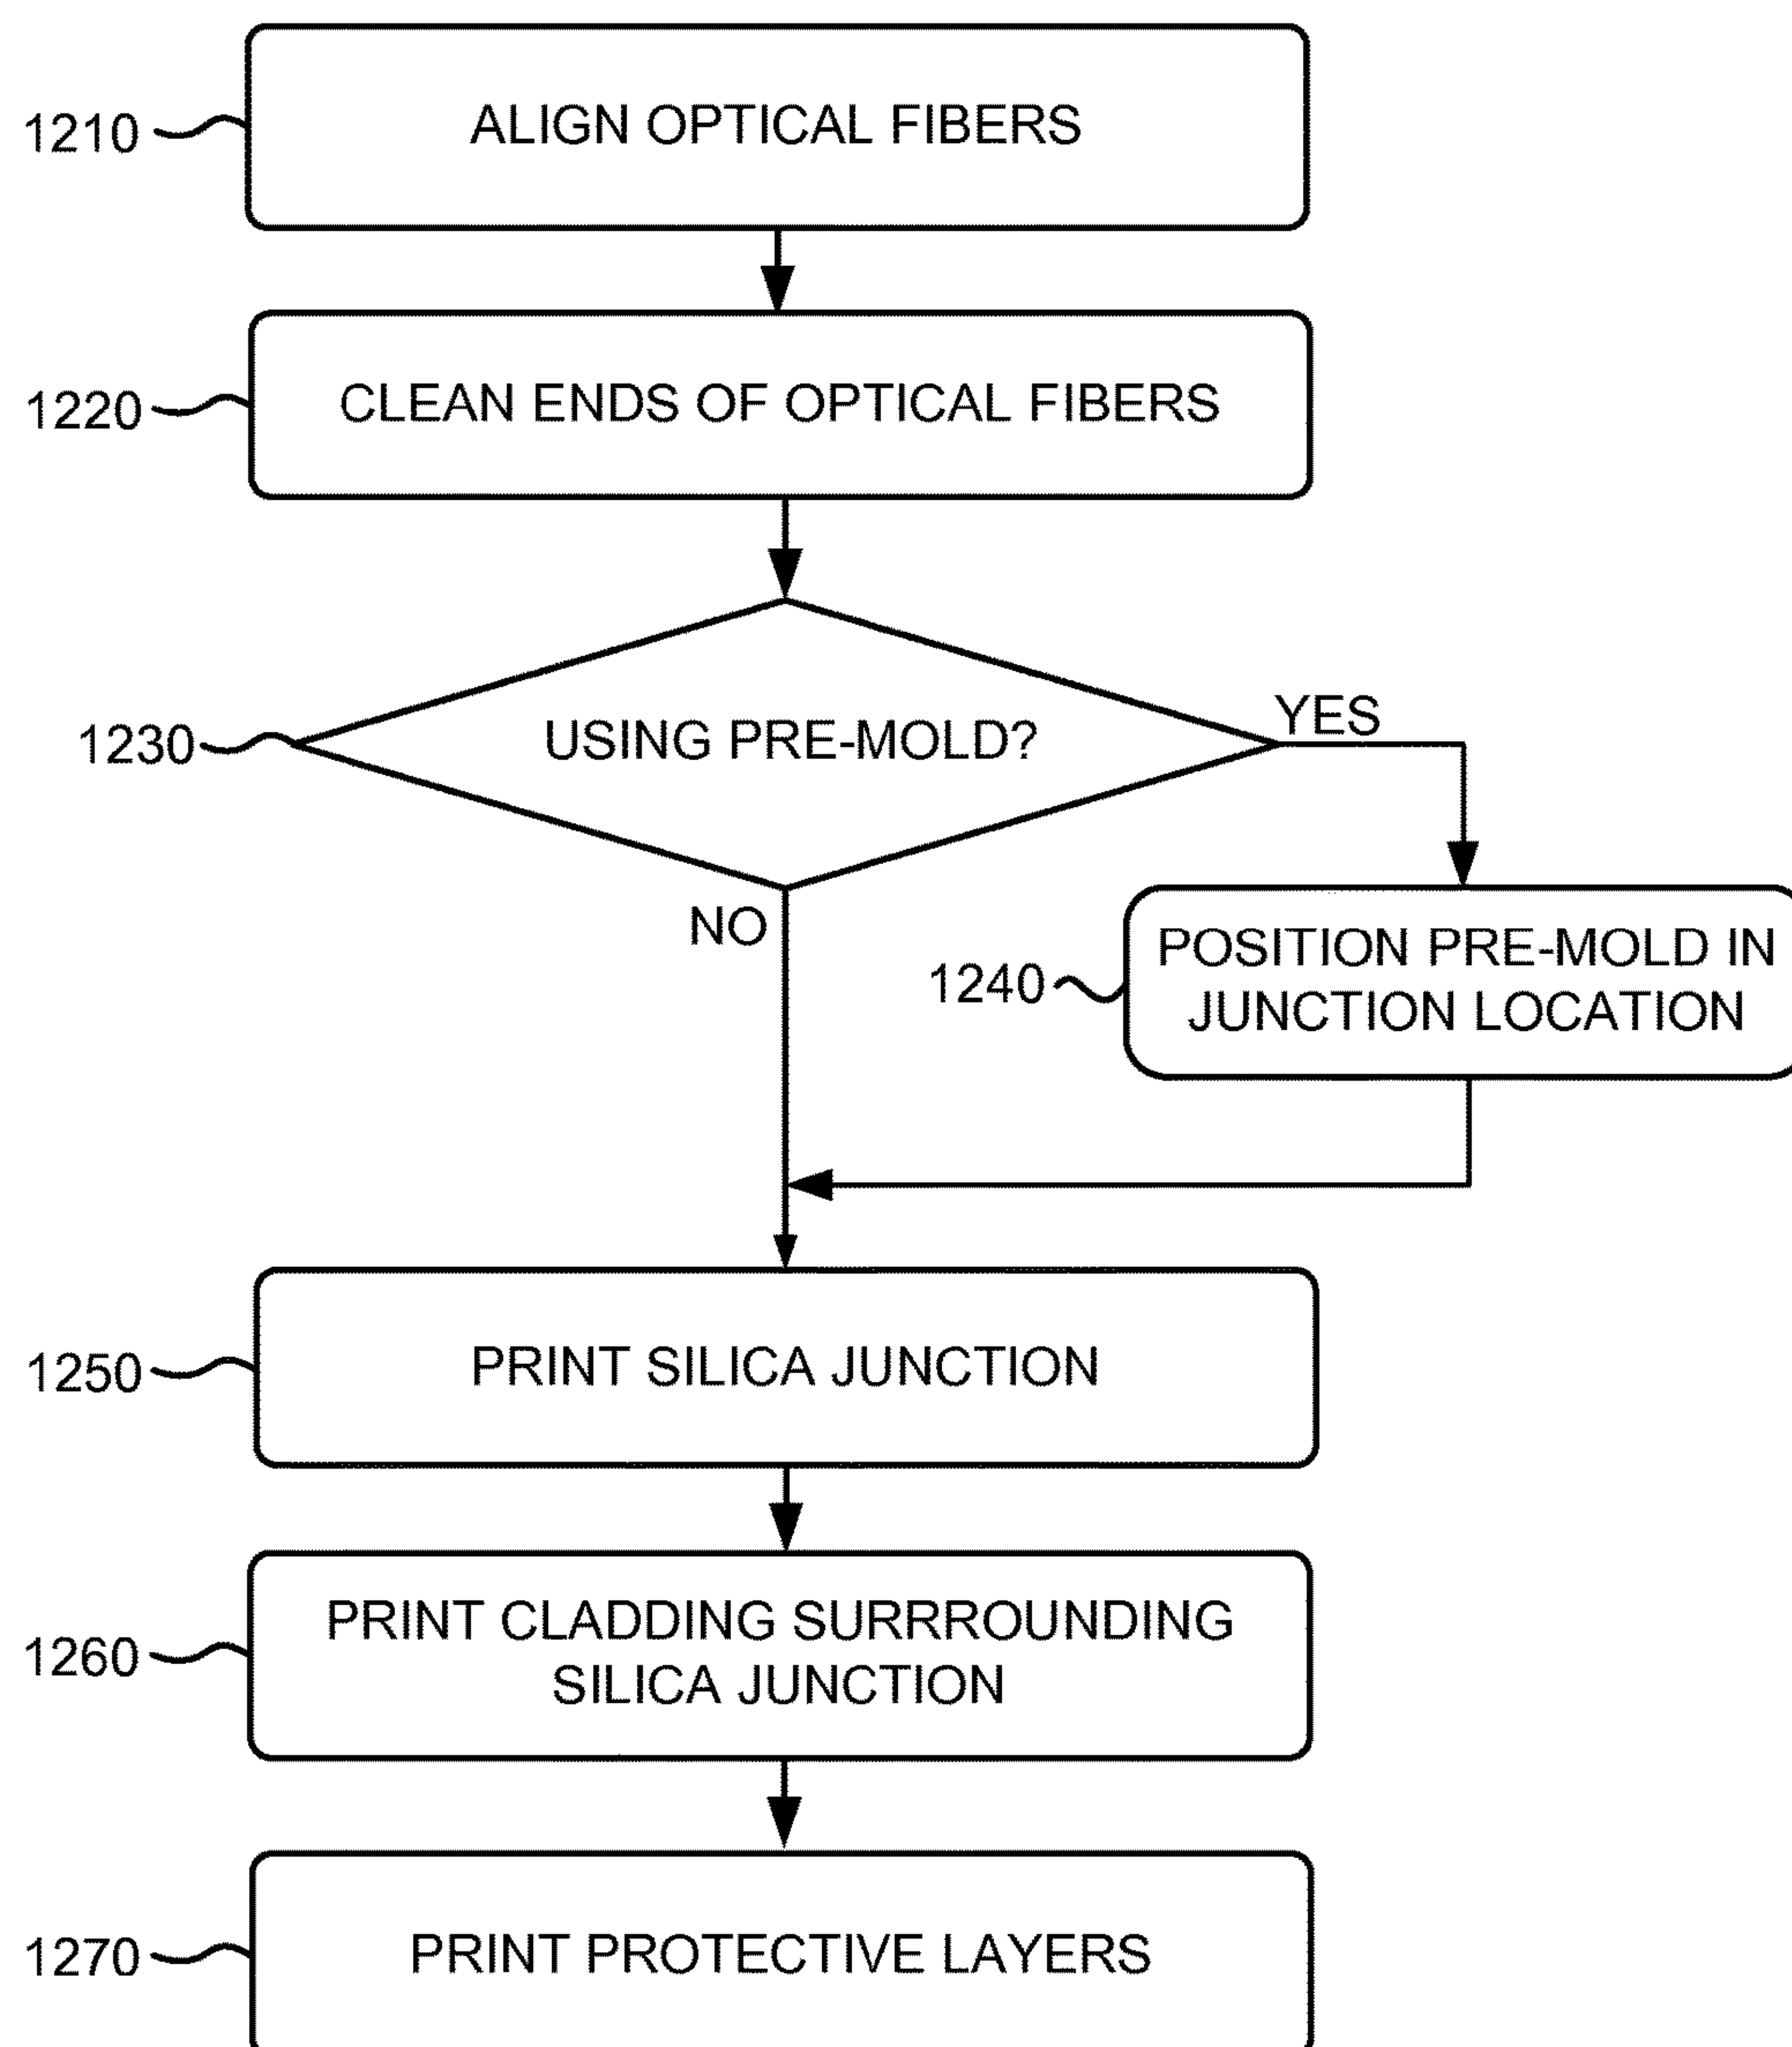 1210
ALIGN OPTICAL FIBERS
1220
CLEAN ENDS OF OPTICAL FIBERS
1230
USING PRE-MOLD?
YES
NO
1240
POSITION PRE-MOLD IN
JUNCTION LOCATION
1250
PRINT SILICA JUNCTION
1260
PRINT CLADDING SURRROUNDING
SILICA JUNCTION
1270
PRINT PROTECTIVE LAYERS